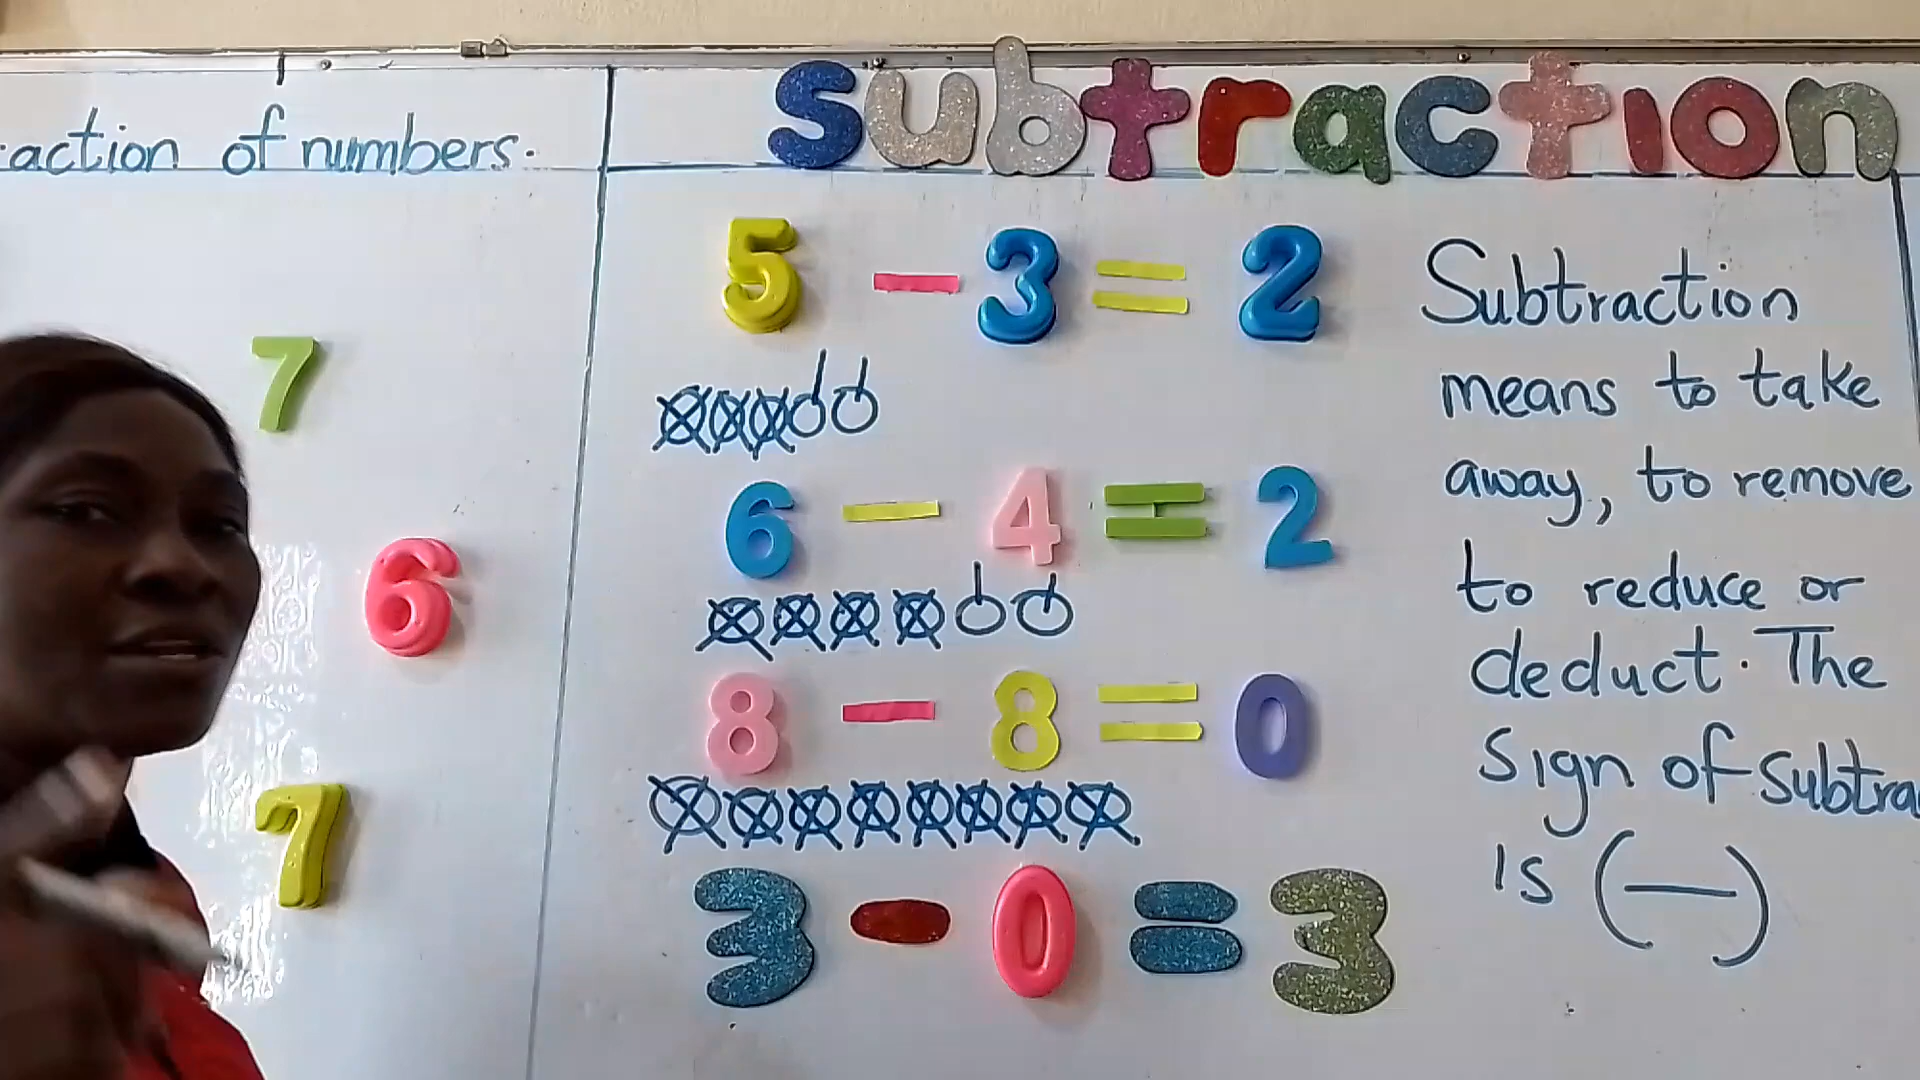 action of numbers.
subtraction
7
6
7
5 - 3 = 2
6 - 4 = 2
8 - 8 = 0
3 - 0 = 3
Subtraction
means to take
away, to remove
to reduce or
deduct. The
sign of subtra
is (—)